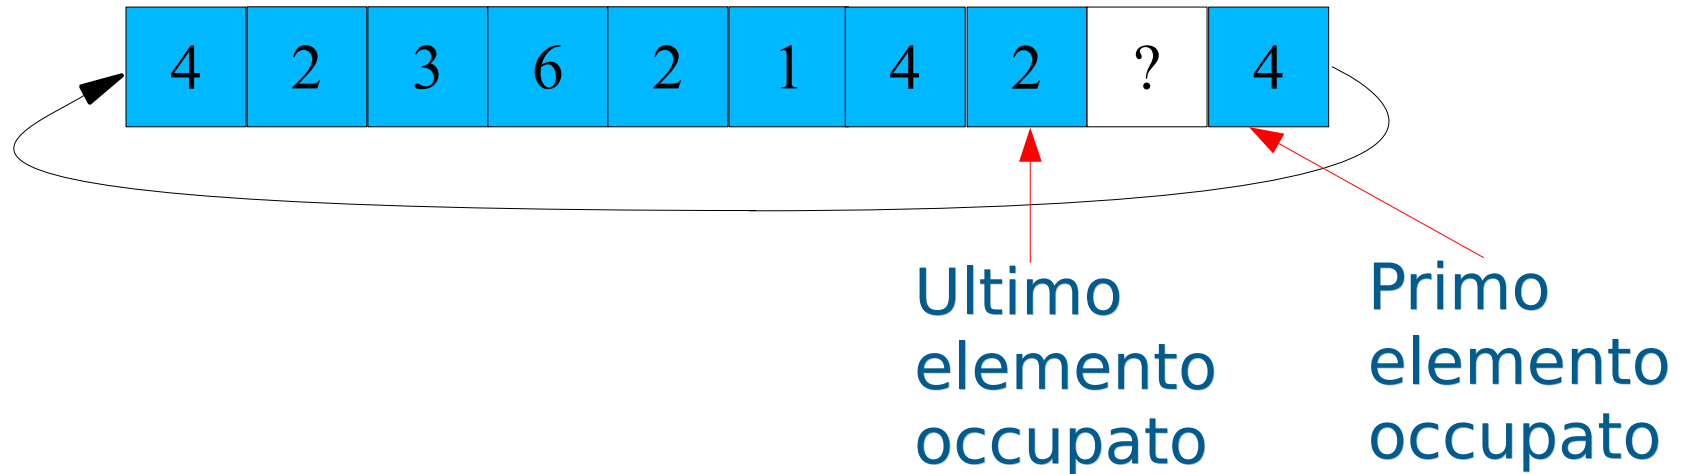 4 2 3 6 2 1 4 2 ? 4
Ultimo
elemento
occupato
Primo
elemento
occupato